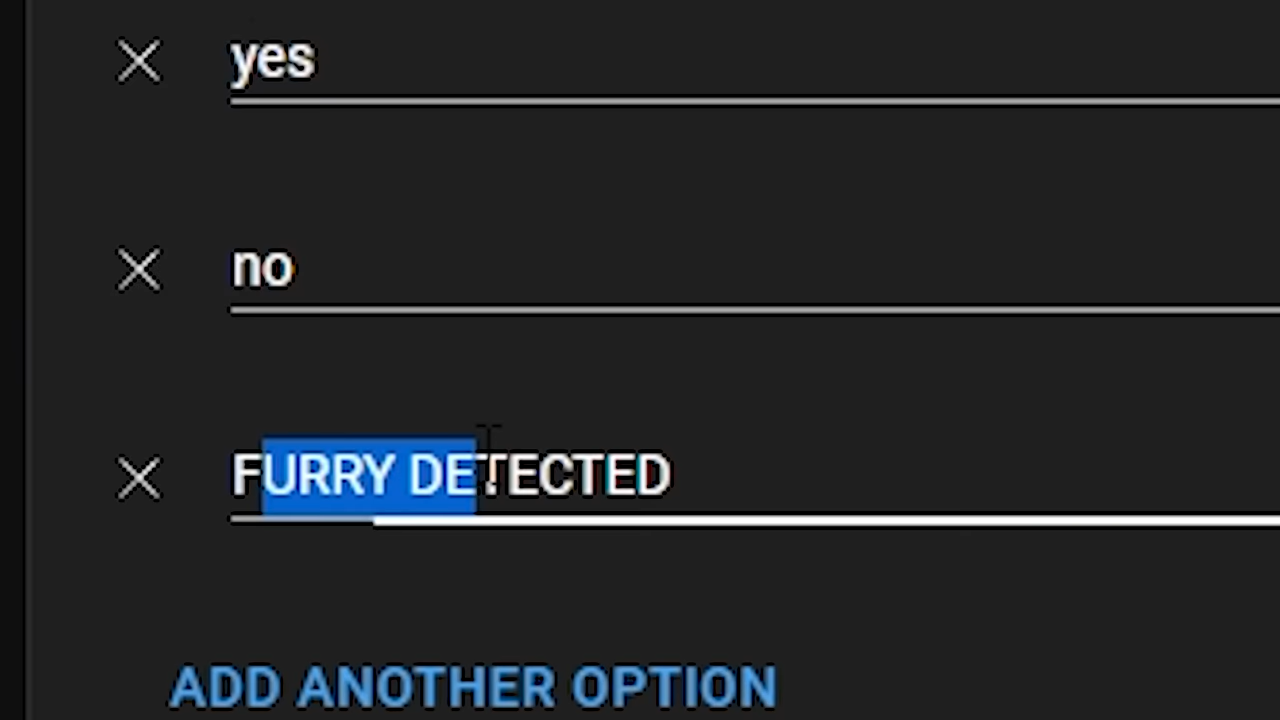 yes
no
FURRY DETECTED
ADD ANOTHER OPTION